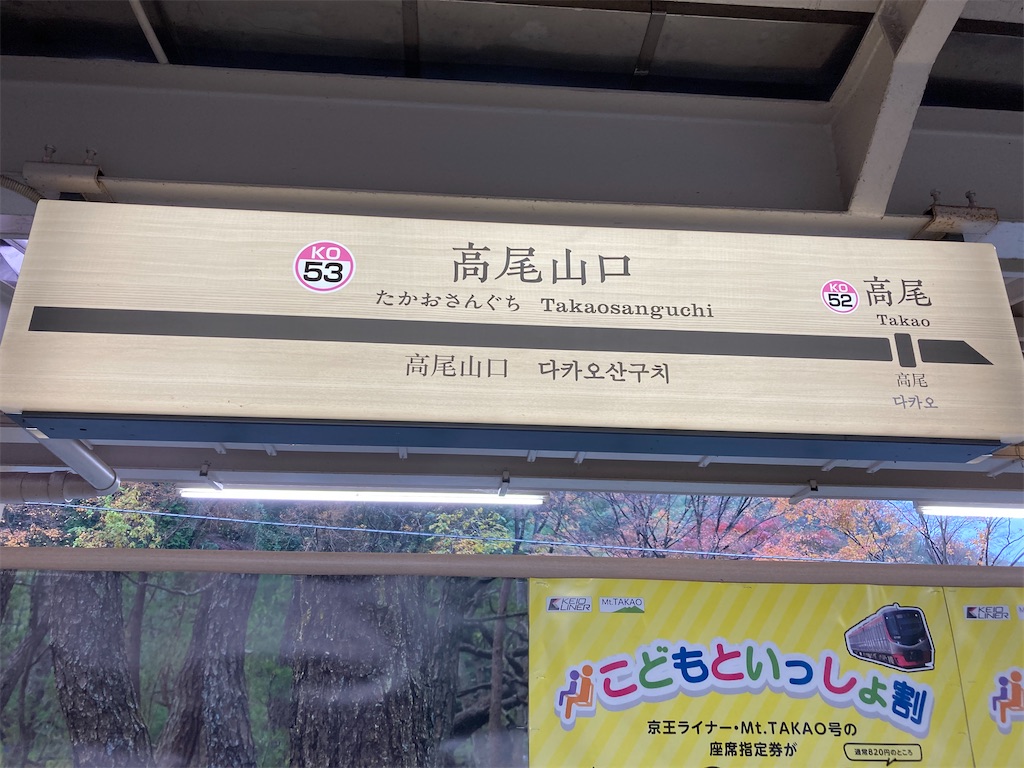 KO
53
高尾山口
たかおさんぐち Takaosanguchi
高尾山口 다카오산구치
KO
52
高尾
Takao
高尾
다카오
KEIO LINER
Mt.TAKAO
こどもといっしょ割
京王ライナー・Mt.TAKAO号の
座席指定券が
通常820円のところ
KEIO LINER